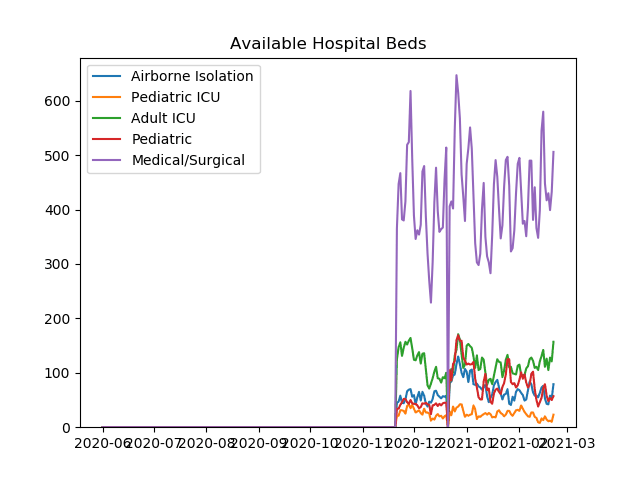 Available Hospital Beds
Airborne Isolation
Pediatric ICU
Adult ICU
Pediatric
Medical/Surgical
600
500
400
300
200
100
0
2020-06 2020-07 2020-08 2020-09 2020-10 2020-11 2020-12 2021-01 2021-02 2021-03